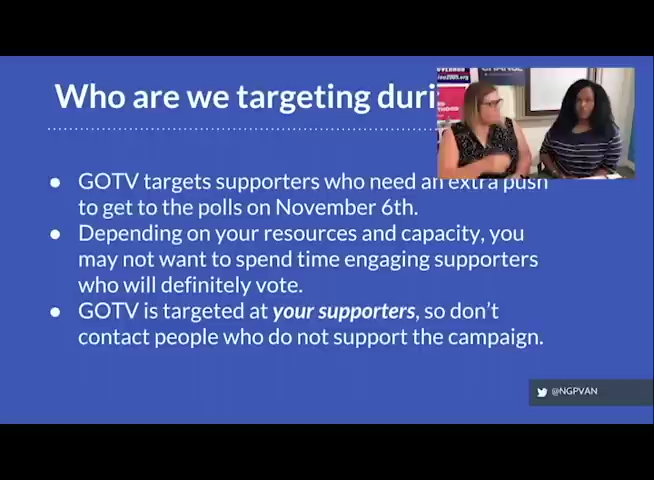 Who are we targeting duri
● GOTV targets supporters who need an extra push
to get to the polls on November 6th.
● Depending on your resources and capacity, you
may not want to spend time engaging supporters
who will definitely vote.
● GOTV is targeted at your supporters, so don’t
contact people who do not support the campaign.
@NGPVAN